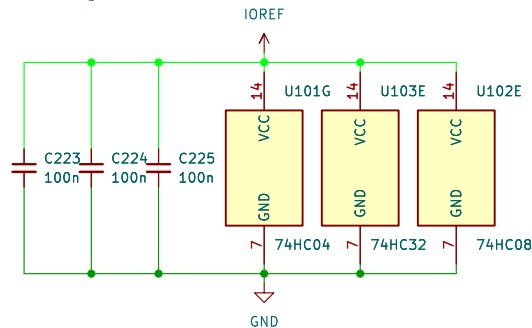 IOREF
14 U101G 14 U103E 14 U102E
VCC VCC VCC
C223 C224 C225
100n 100n 100n
GND GND GND
7 74HC04 7 74HC32 7 74HC08
GND